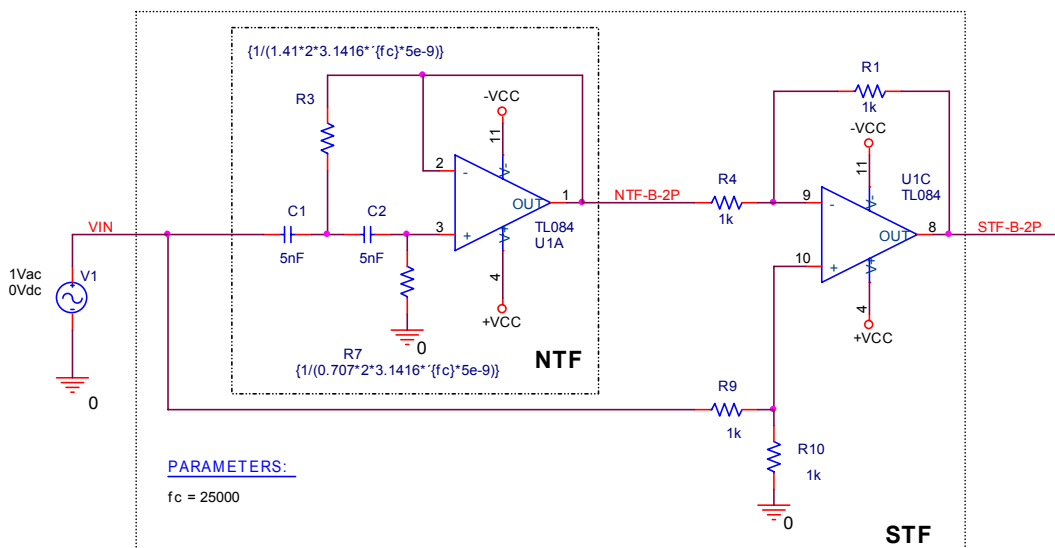 {1/(1.41*2*3.1416*´{fc}*5e-9)}
R3
-VCC
11
2
-
V-
OUT
1
3
+
V+
TL084
U1A
4
+VCC
C1
5nF
C2
5nF
0
R7
{1/(0.707*2*3.1416*´{fc}*5e-9)}
NTF
VIN
1Vac
0Vdc
V1
0
NTF-B-2P
R4
1k
R1
1k
-VCC
11
U1C
TL084
9
-
V-
OUT
8
STF-B-2P
10
+
V+
4
+VCC
R9
1k
R10
1k
0
PARAMETERS:
fc = 25000
STF